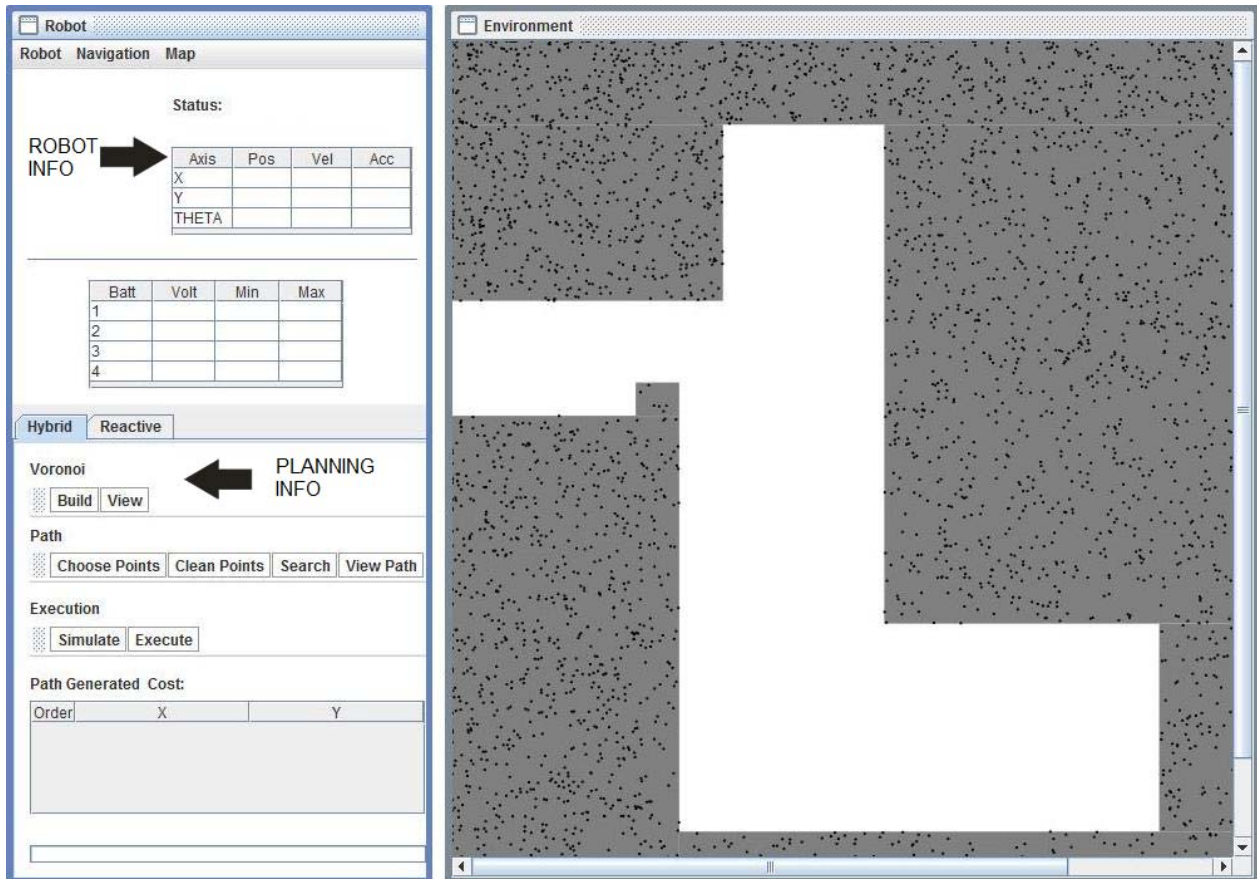 Robot
Robot Navigation Map
Status:
ROBOT
INFO
Axis Pos Vel Acc
X
Y
THETA
Batt Volt Min Max
1
2
3
4
Hybrid Reactive
Voronoi
PLANNING
INFO
Build View
Path
Choose Points Clean Points Search View Path
Execution
Simulate Execute
Path Generated Cost:
Order X Y
Environment